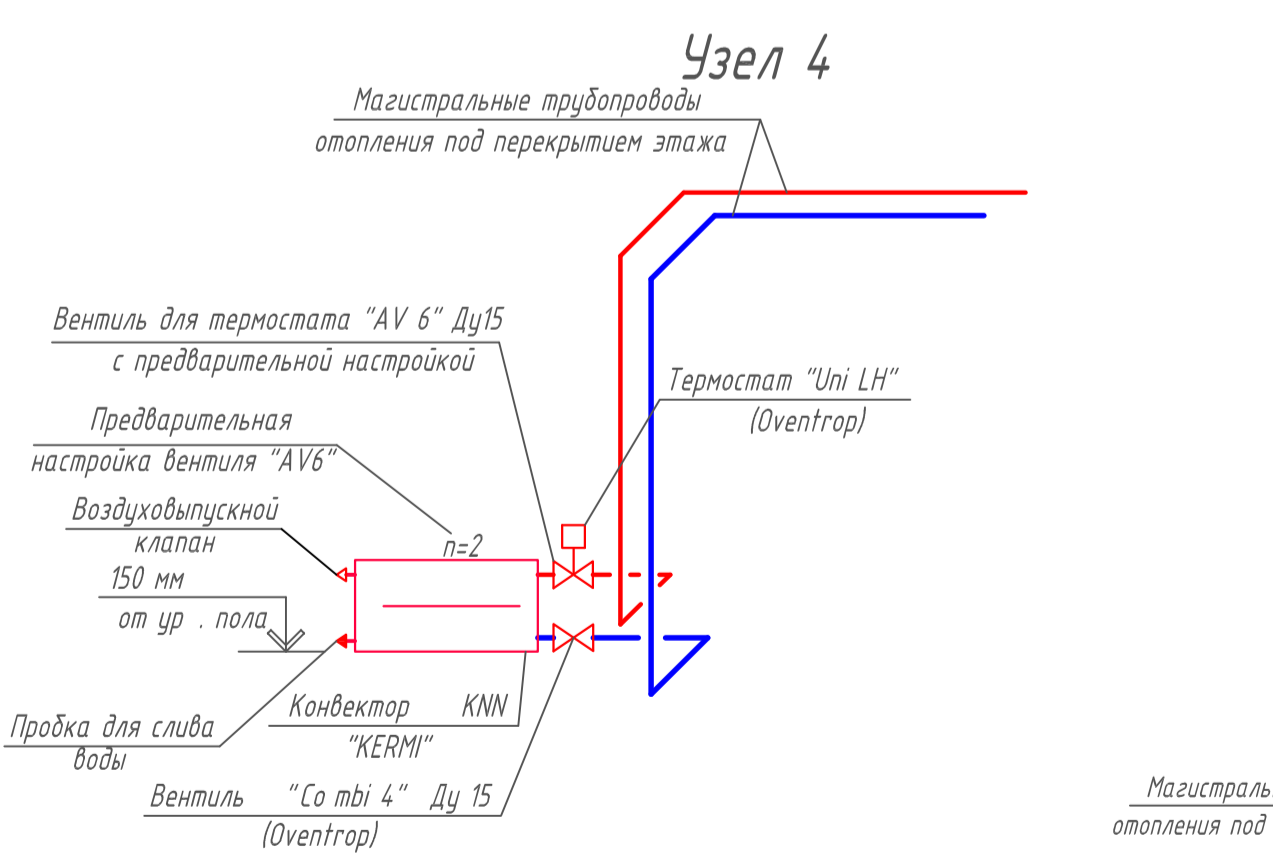 Узел 4
Магистральные трубопроводы
отопления под перекрытием этажа
Вентиль для термостата "AV 6" Ду15
с предварительной настройкой
Термостат "Uni LH"
(Oventrop)
Предварительная
настройка вентиля "AV6"
Воздуховыпускной
клапан
n=2
150 мм
от ур . пола
Конвектор KNN
"KERMI"
Пробка для слива
воды
Вентиль "Co mbi 4" Ду 15
(Oventrop)
Магистраль
отопления под